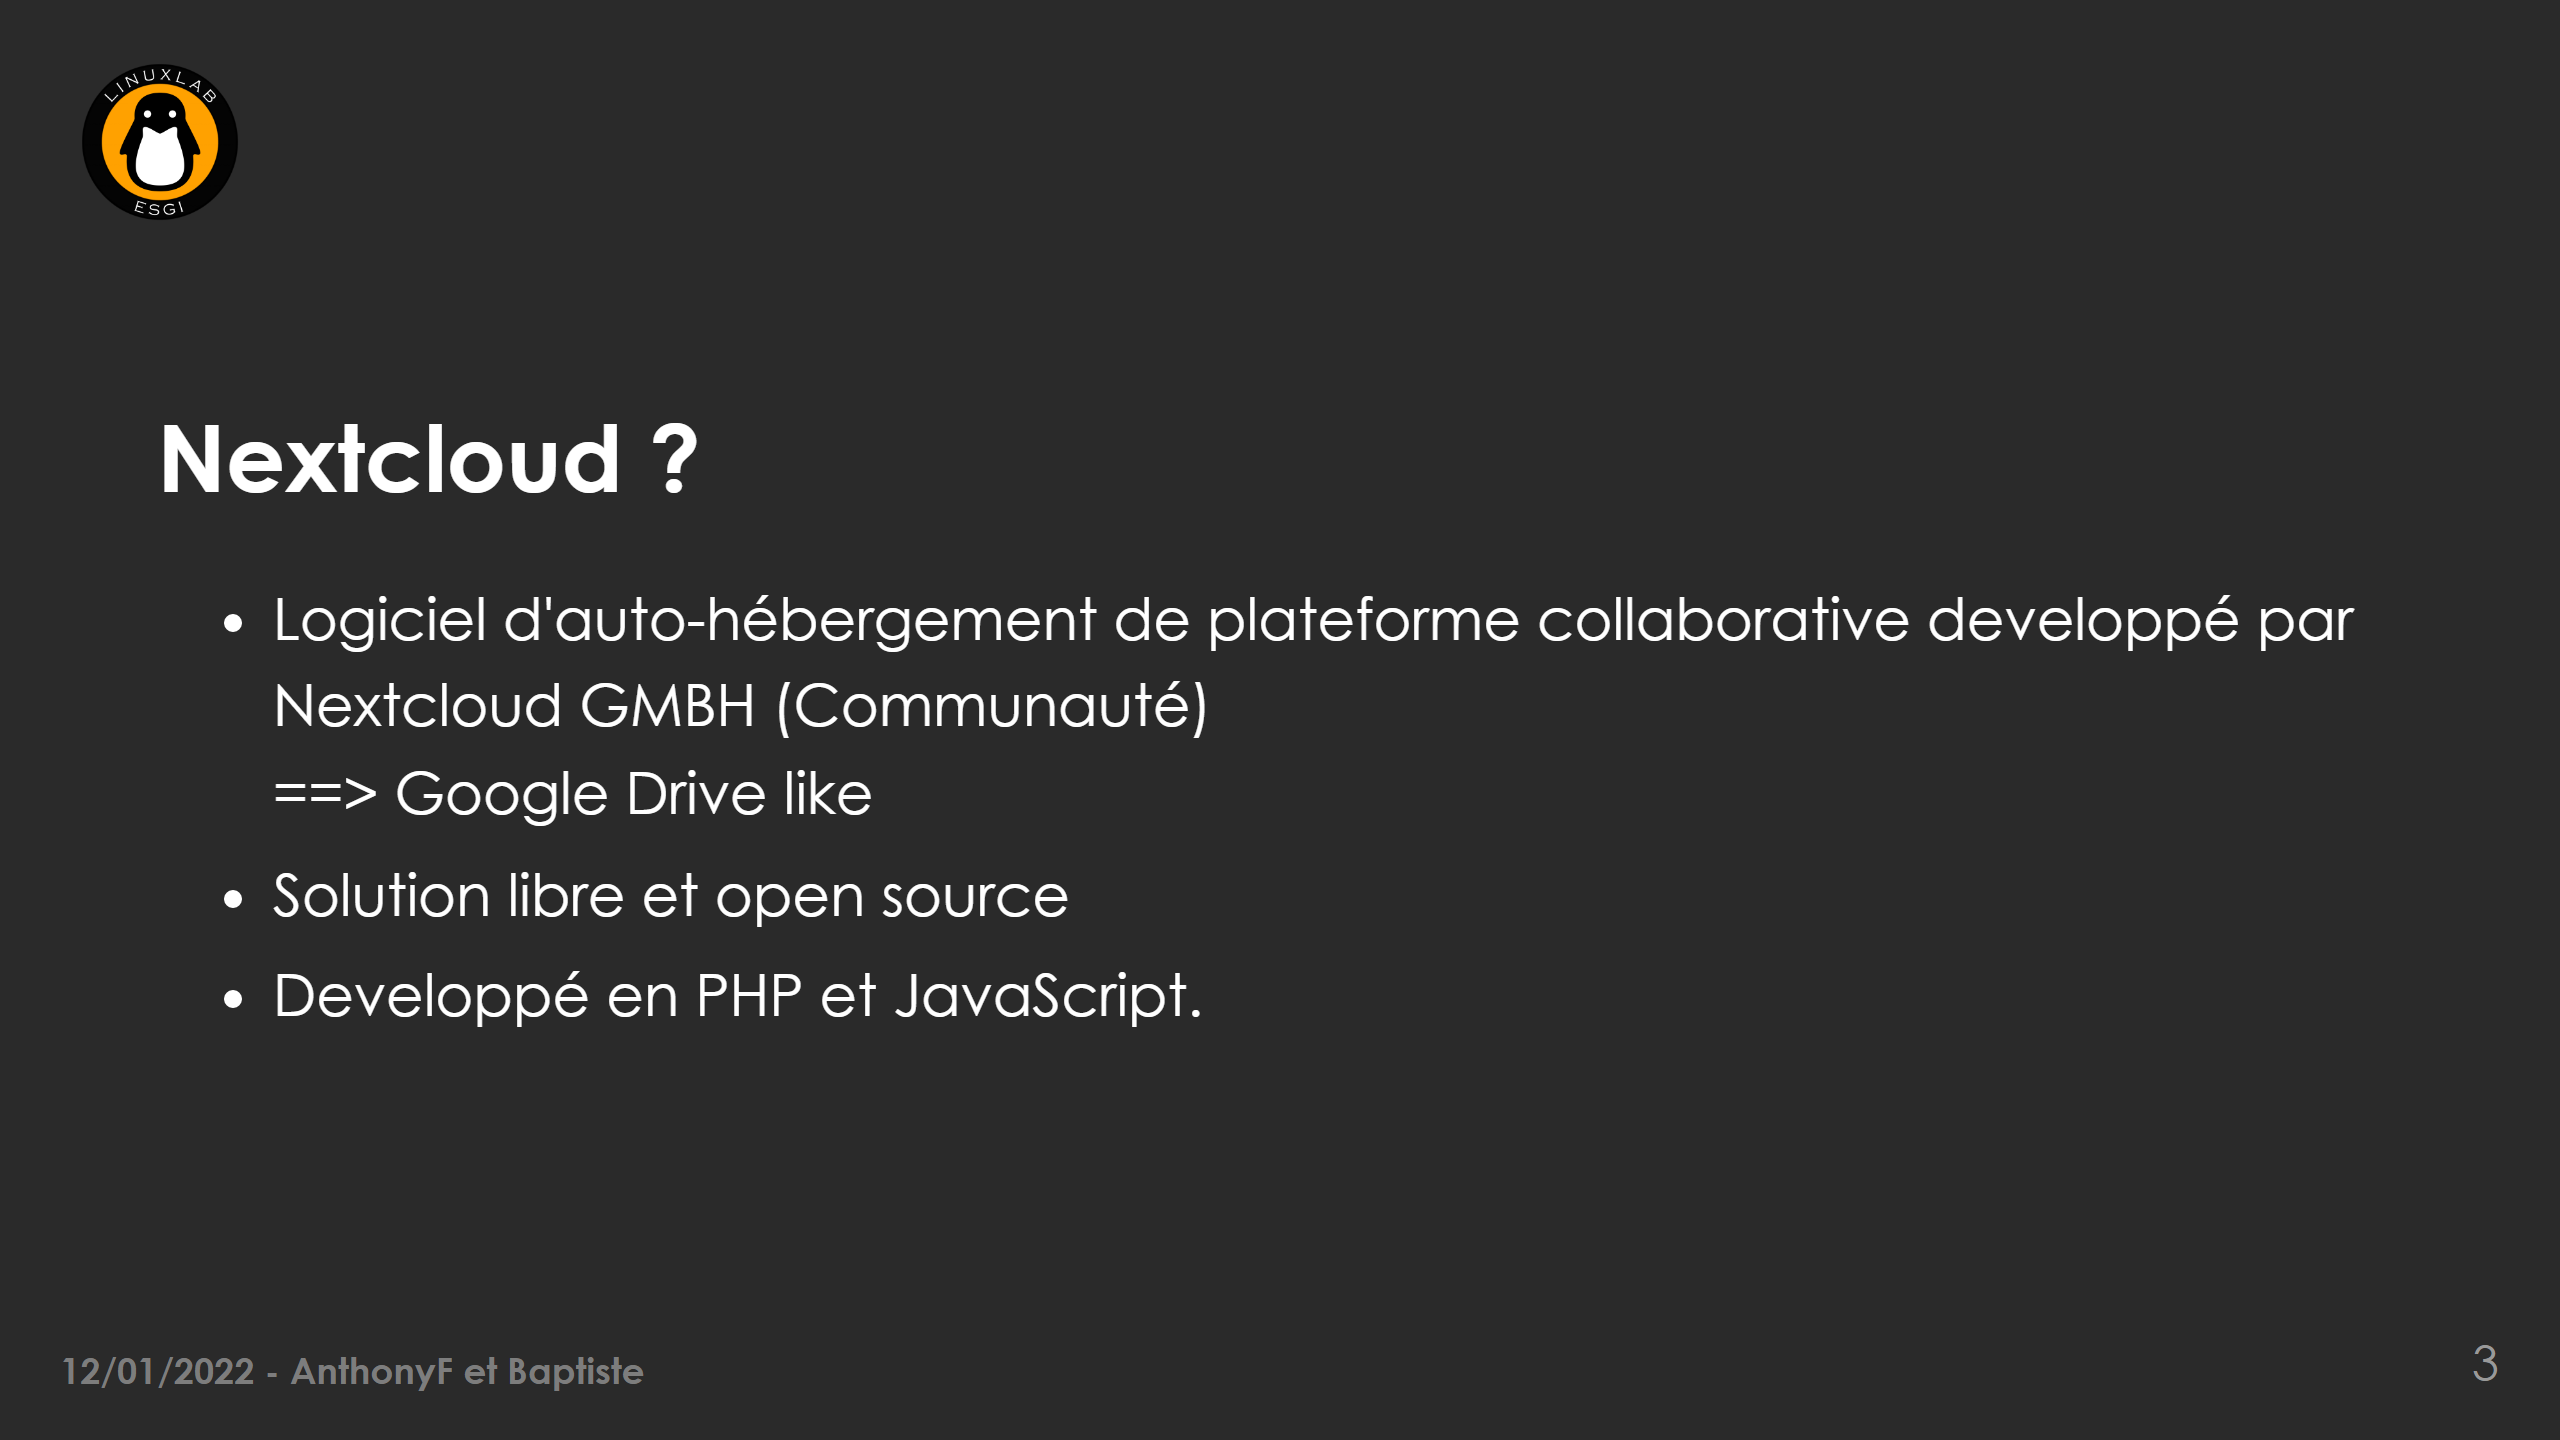 LINUXLAB
ESGI
Nextcloud ?
• Logiciel d'auto-hébergement de plateforme collaborative developpé par
Nextcloud GMBH (Communauté)
==> Google Drive like
• Solution libre et open source
• Developpé en PHP et JavaScript.
12/01/2022 - AnthonyF et Baptiste
3